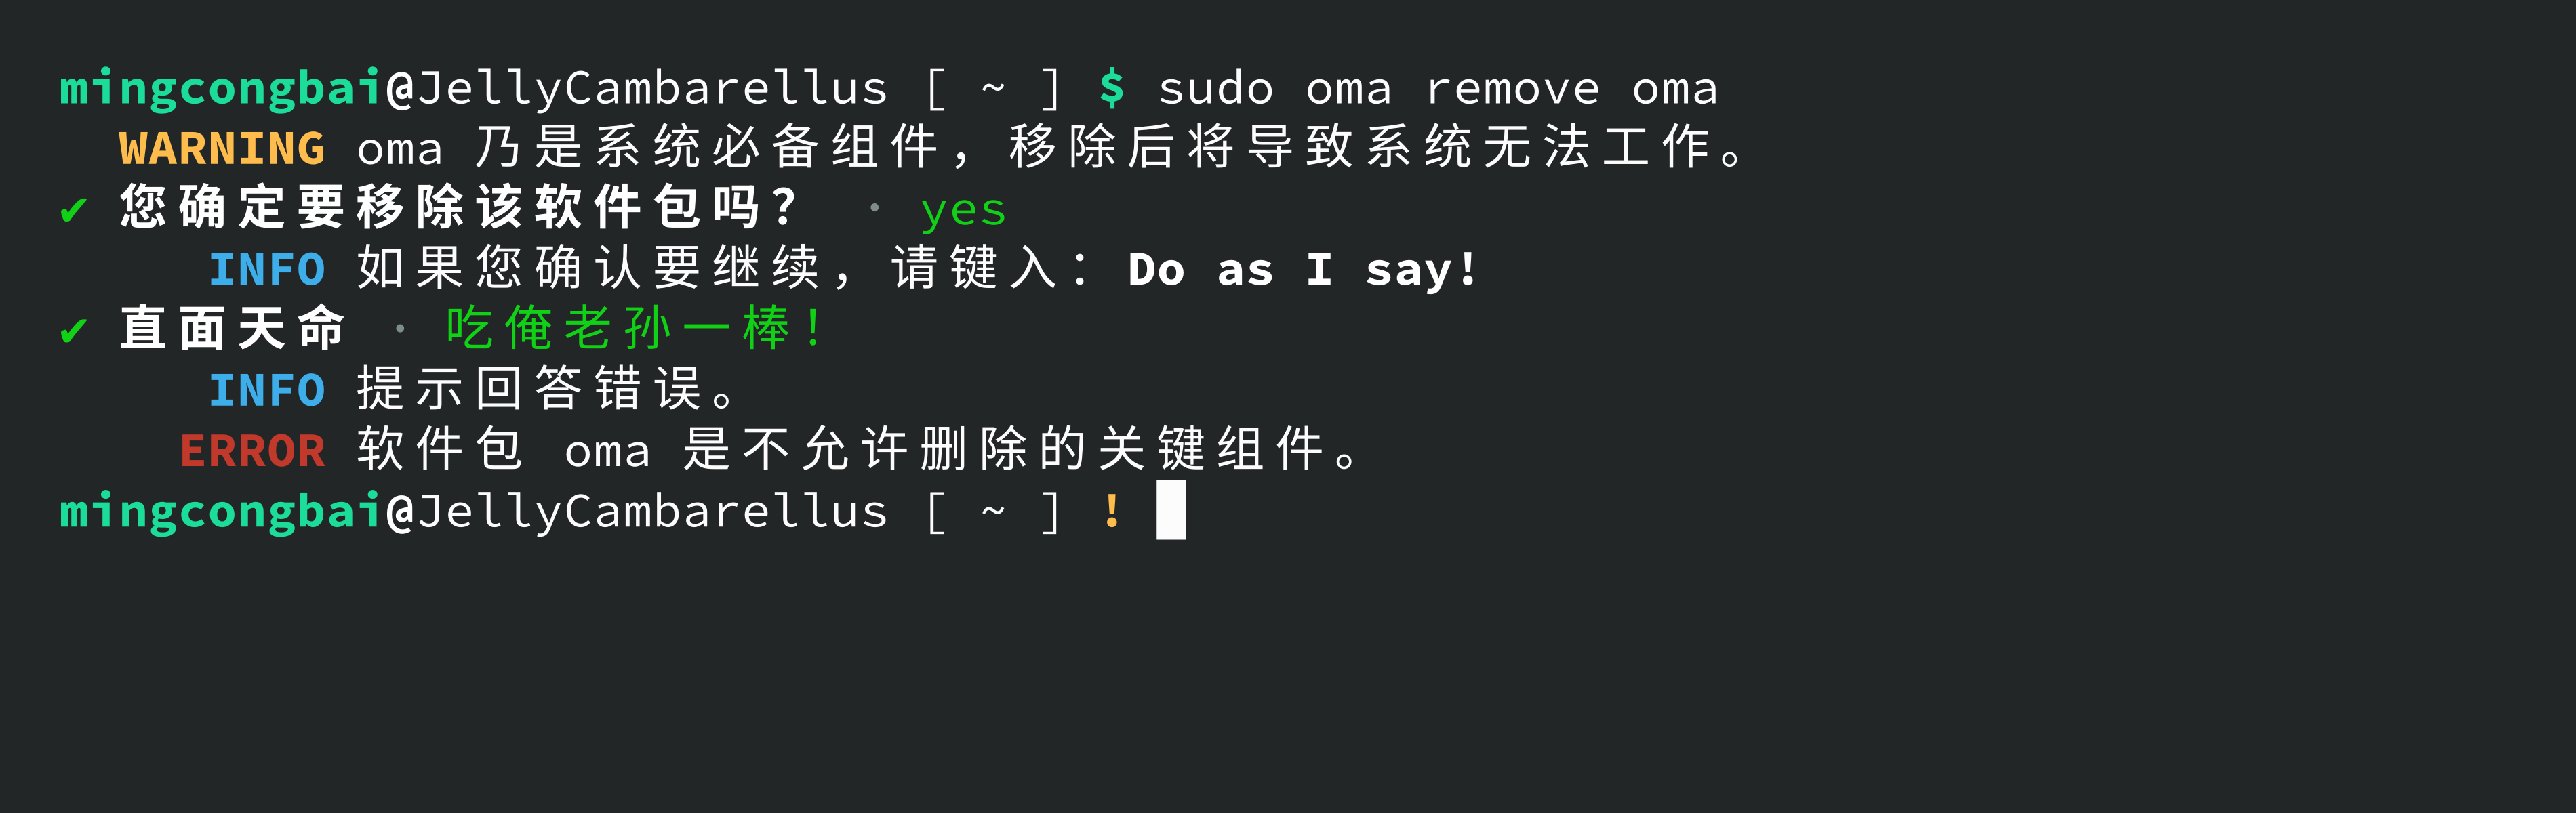 mingcongbai@JellyCambarellus [ ~ ] $ sudo oma remove oma
WARNING oma 乃是系统必备组件，移除后将导致系统无法工作。
✔ 您确定要移除该软件包吗？ · yes
INFO 如果您确认要继续，请键入：Do as I say!
✔ 直面天命 · 吃俺老孙一棒！
INFO 提示回答错误。
ERROR 软件包 oma 是不允许删除的关键组件。
mingcongbai@JellyCambarellus [ ~ ] !